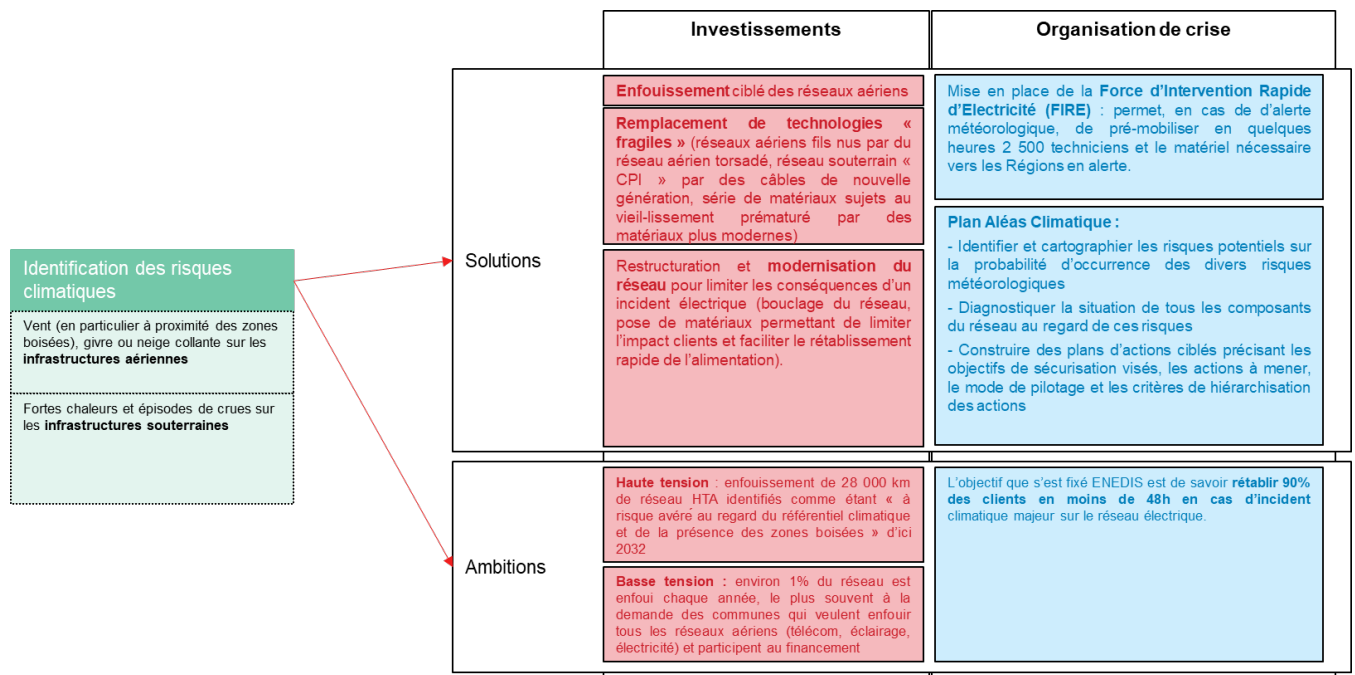 Investissements
Organisation de crise
Identification des risques
climatiques
Vent (en particulier à proximité des zones
boisées), givre ou neige collante sur les
infrastructures aériennes
Fortes chaleurs et épisodes de crues sur
les infrastructures souterraines
Solutions
Enfouissement ciblé des réseaux aériens
Remplacement de technologies «
fragiles » (réseaux aériens fils nus par du
réseau aérien torsadé, réseau souterrain «
CPI » par des câbles de nouvelle
génération, série de matériaux sujets au
vieil-lissement prématuré par des
matériaux plus modernes)
Restructuration et modernisation du
réseau pour limiter les conséquences d'un
incident électrique (bouclage du réseau,
pose de matériaux permettant de limiter
l'impact clients et faciliter le rétablissement
rapide de l'alimentation).
Mise en place de la Force d'Intervention Rapide
d'Electricité (FIRE) : permet, en cas de d'alerte
météorologique, de pré-mobiliser en quelques
heures 2 500 techniciens et le matériel nécessaire
vers les Régions en alerte.
Plan Aléas Climatique :
- Identifier et cartographier les risques potentiels sur
la probabilité d'occurrence des divers risques
météorologiques
- Diagnostiquer la situation de tous les composants
du réseau au regard de ces risques
- Construire des plans d'actions ciblés précisant les
objectifs de sécurisation visés, les actions à mener,
le mode de pilotage et les critères de hiérarchisation
des actions
Ambitions
Haute tension : enfouissement de 28 000 km
de réseau HTA identifiés comme étant « à
risque avéré au regard du référentiel climatique
et de la présence des zones boisées » d'ici
2032
Basse tension : environ 1% du réseau est
enfoui chaque année, le plus souvent à la
demande des communes qui veulent enfouir
tous les réseaux aériens (télécom, éclairage,
électricité) et participent au financement
L'objectif que s'est fixé ENEDIS est de savoir rétablir 90%
des clients en moins de 48h en cas d'incident
climatique majeur sur le réseau électrique.